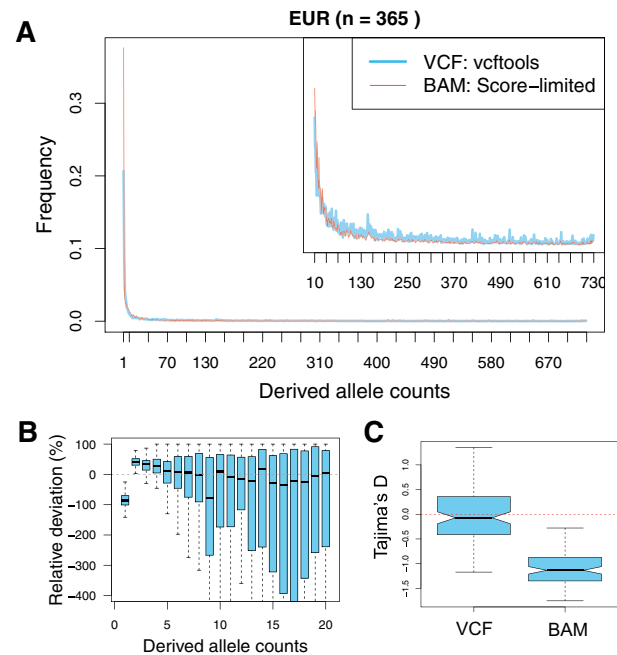 EUR (n = 365 )
A
VCF: vcftools
BAM: Score−limited
Frequency
0.3
0.2
0.1
0.0
10 130 250 370 490 610 730
1 70 130 220 310 400 490 580 670
Derived allele counts
B
Relative deviation (%)
100
0
−100
−200
−300
−400
0 5 10 15 20
Derived allele counts
C
Tajima's D
1.0
0.5
0.0
−0.5
−1.0
−1.5
VCF BAM